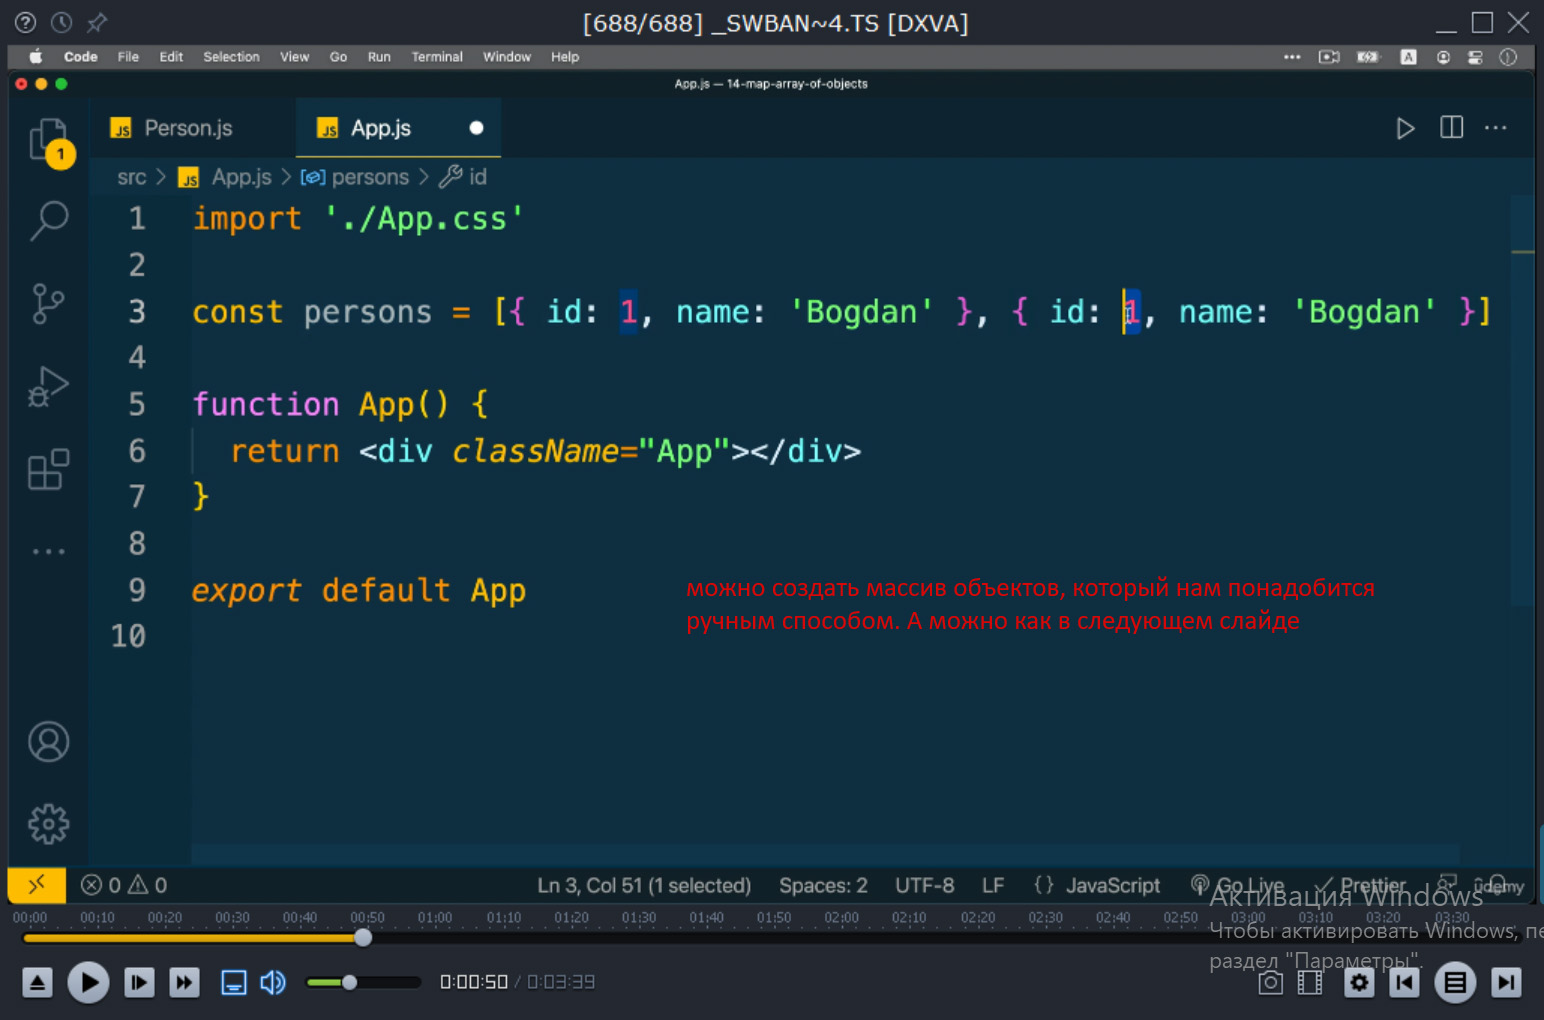 [688/688] _SWBAN~4.TS [DXVA]
Code File Edit Selection View Go Run Terminal Window Help
A
App.js — 14-map-array-of-objects
JS Person.js
JS App.js
1
src > JS App.js > persons > id
1 import './App.css'
2
3 const persons = [{ id: 1, name: 'Bogdan' }, { id: 1, name: 'Bogdan' }]
4
5 function App() {
6 return <div className="App"></div>
7 }
8
9 export default App
10
можно создать массив объектов, который нам понадобится
ручным способом. А можно как в следующем слайде
0 0 Ln 3, Col 51 (1 selected) Spaces: 2 UTF-8 LF {} JavaScript Go Live Prettier ûdemy
Активация Windows
00:00 00:10 00:20 00:30 00:40 00:50 01:00 01:10 01:20 01:30 01:40 01:50 02:00 02:10 02:20 02:30 02:40 02:50 03:00 03:10 03:20 03:30
Чтобы активировать Windows, пе
раздел "Параметры".
0:00:50 / 0:03:39